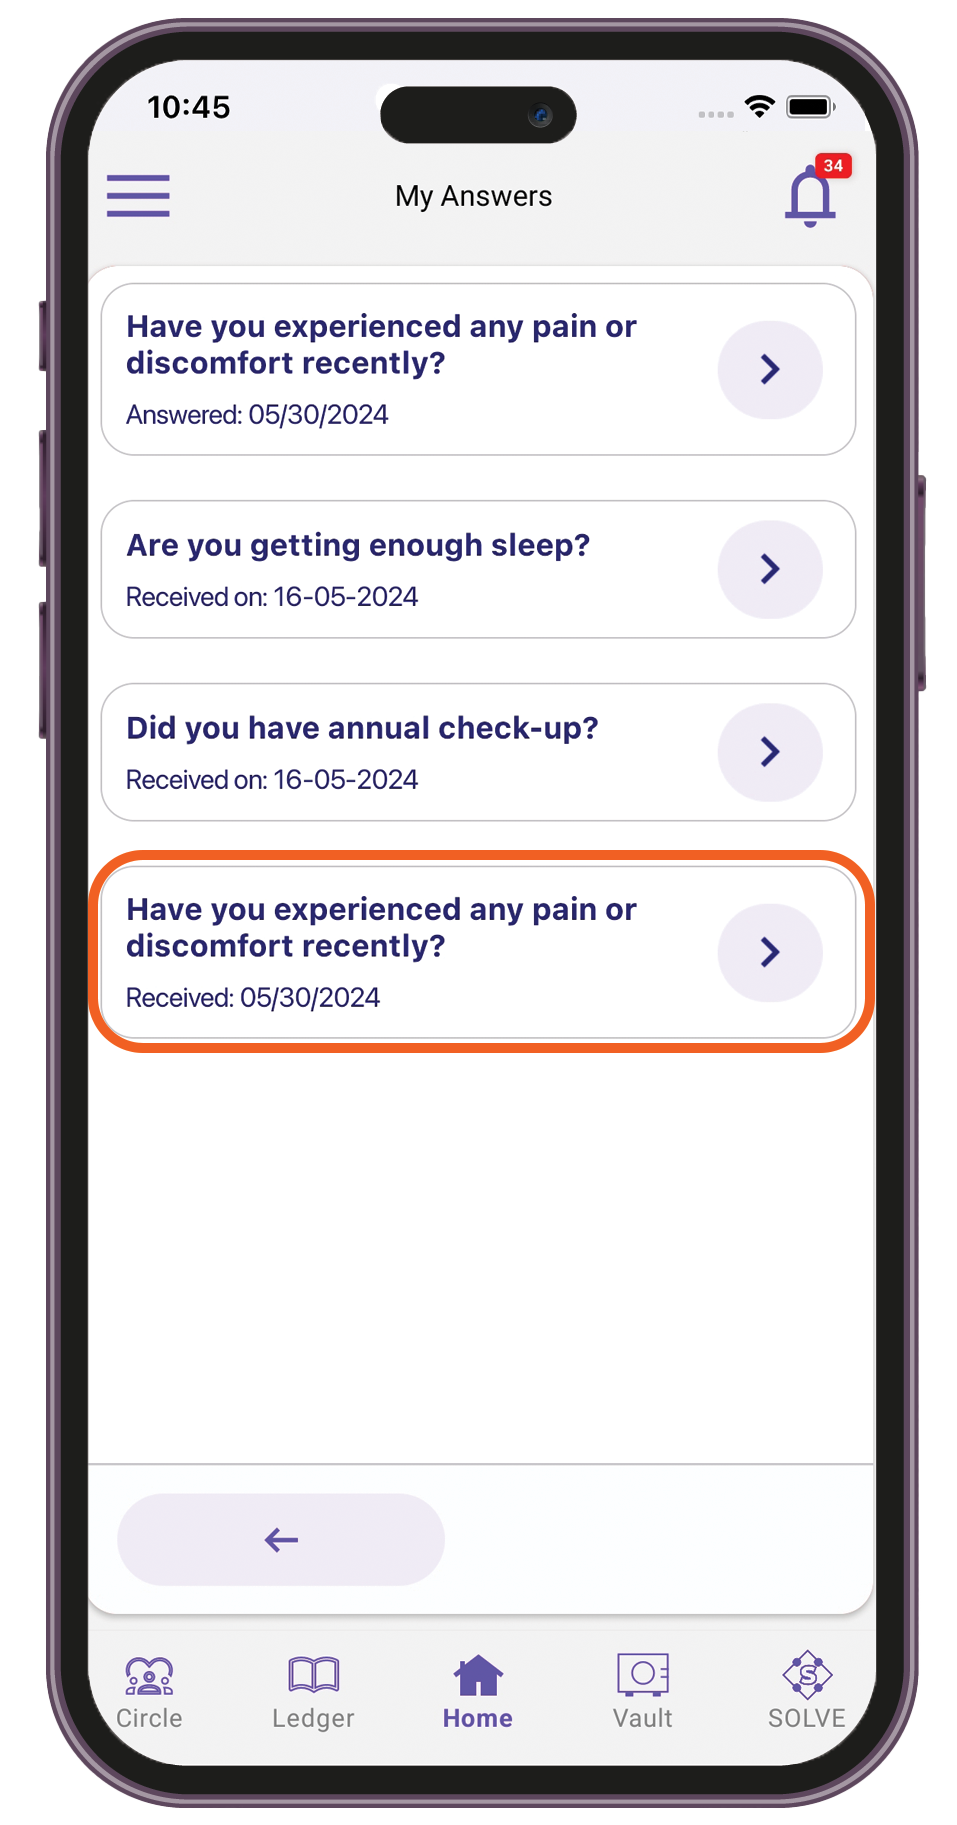 10:45
My Answers
34
Have you experienced any pain or
discomfort recently?
Answered: 05/30/2024
Are you getting enough sleep?
Received on: 16-05-2024
Did you have annual check-up?
Received on: 16-05-2024
Have you experienced any pain or
discomfort recently?
Received: 05/30/2024
S
Circle
Ledger
Home
Vault
SOLVE